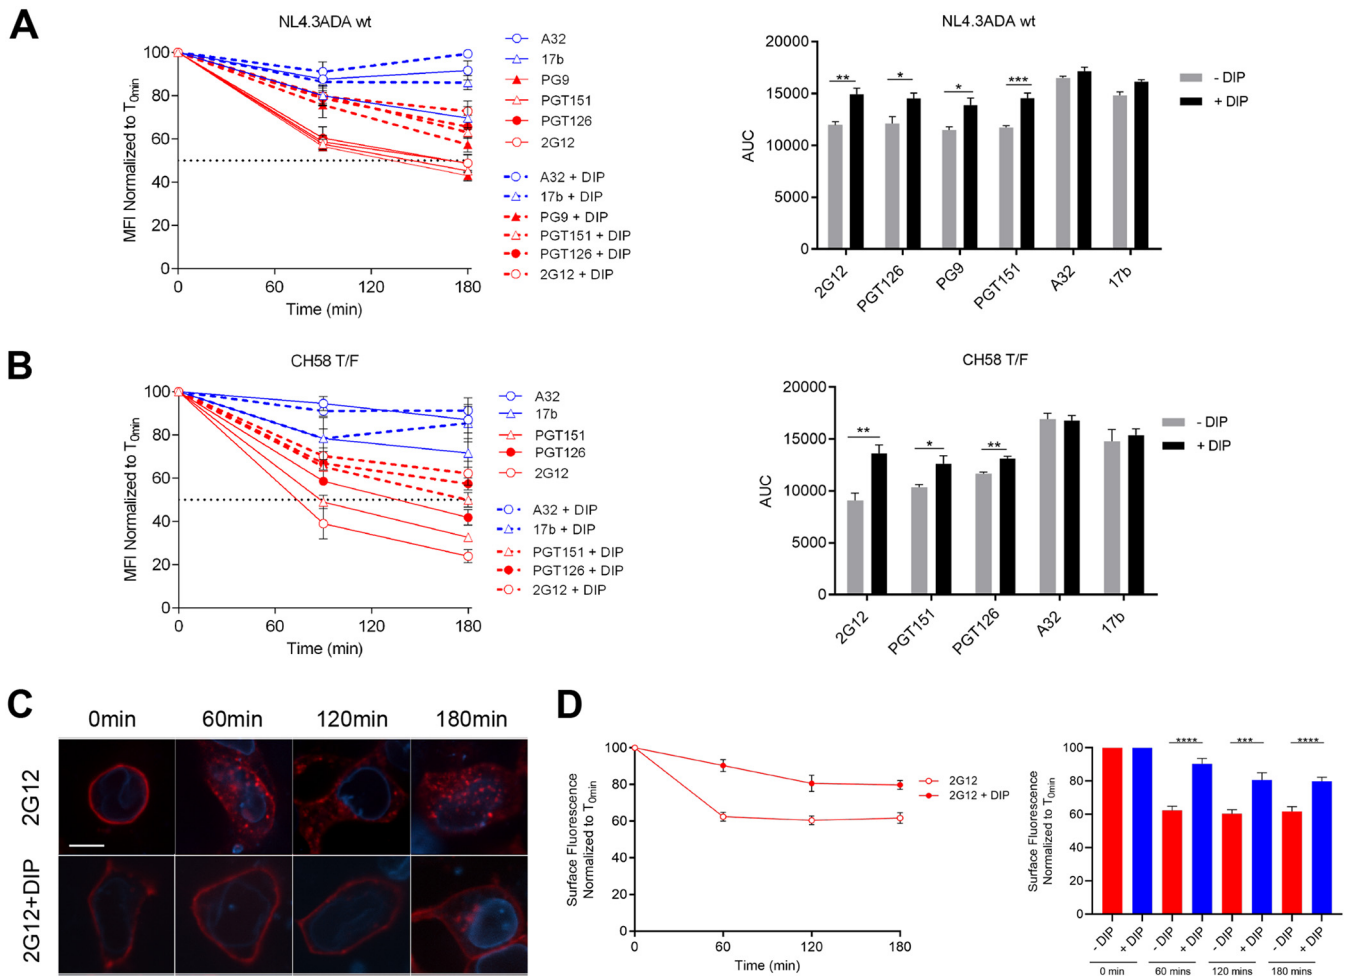 A
NL4.3ADA wt
MFI Normalized to T0min
100
80
60
40
20
0
0
60
120
180
Time (min)
A32
17b
PG9
PGT151
PGT126
2G12
A32 + DIP
17b + DIP
PG9 + DIP
PGT151 + DIP
PGT126 + DIP
2G12 + DIP
NL4.3ADA wt
AUC
20000
15000
10000
5000
0
**
*
*
***
2G12
PGT126
PG9
PGT151
A32
17b
- DIP
+ DIP
B
CH58 T/F
MFI Normalized to T0min
100
80
60
40
20
0
0
60
120
180
Time (min)
A32
17b
PGT151
PGT126
2G12
A32 + DIP
17b + DIP
PGT151 + DIP
PGT126 + DIP
2G12 + DIP
CH58 T/F
AUC
20000
15000
10000
5000
0
**
*
**
2G12
PGT151
PGT126
A32
17b
- DIP
+ DIP
C
0min
60min
120min
180min
2G12
2G12+DIP
D
Surface Fluorescence
Normalized to T0min
100
80
60
40
20
0
0
60
120
180
Time (min)
2G12
2G12 + DIP
Surface Fluorescence
Normalized to T0min
100
80
60
40
20
0
****
***
****
- DIP
+ DIP
- DIP
+ DIP
- DIP
+ DIP
- DIP
+ DIP
0 min
60 mins
120 mins
180 mins